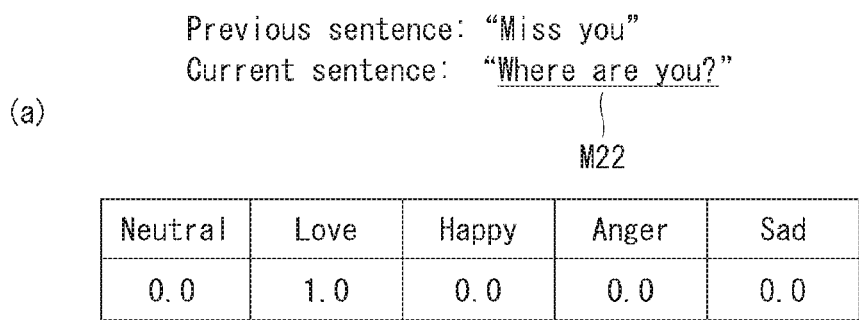 Previous sentence: “Miss you”
Current sentence: “Where are you?”
(a)
M22
Neutral Love Happy Anger Sad
0.0 1.0 0.0 0.0 0.0